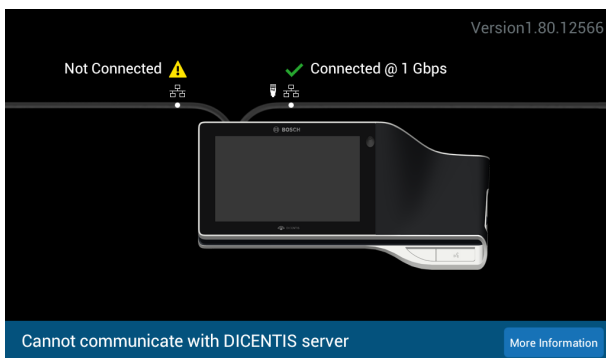 Version1.80.12566
Not Connected
Connected @ 1 Gbps
BOSCH
Cannot communicate with DICENTIS server
More Information